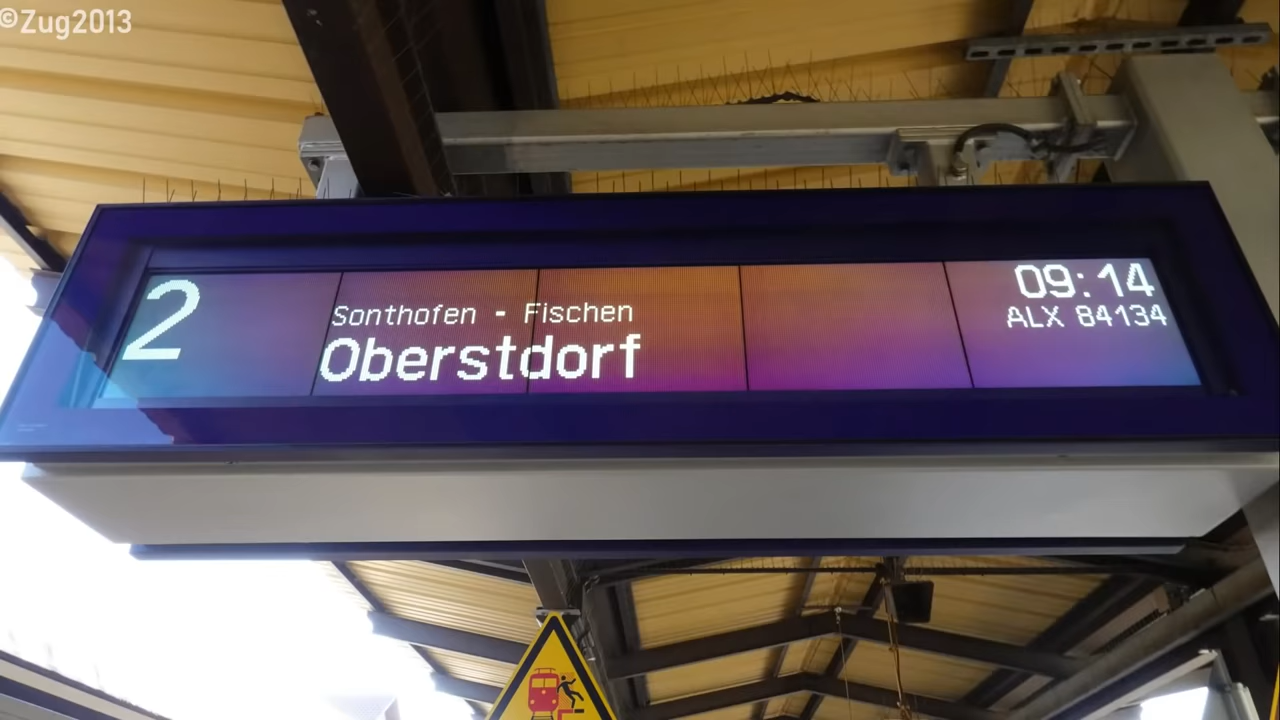 ©Zug2013
2
Sonthofen - Fischen
Oberstdorf
09:14
ALX 84134